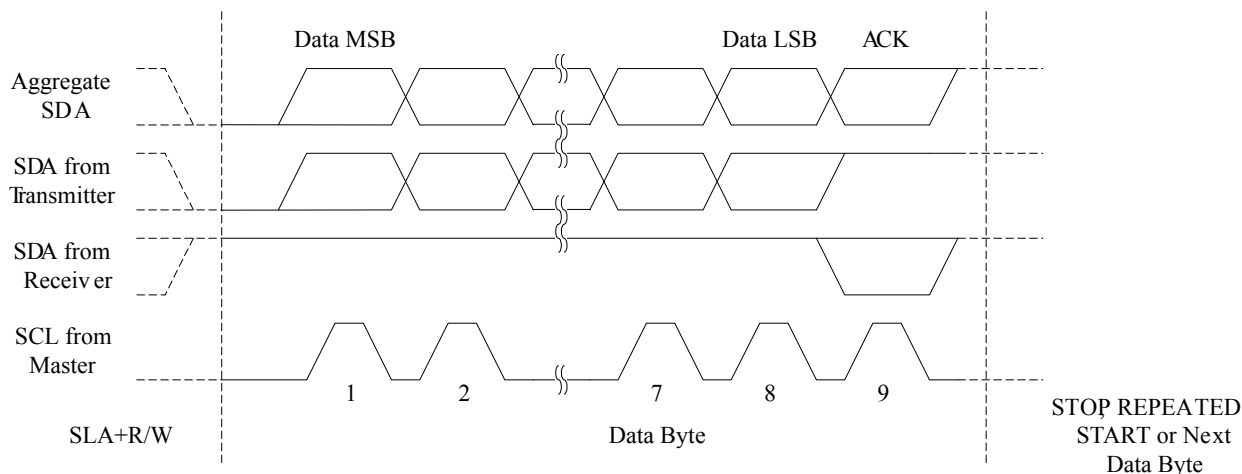 Data MSB
Data LSB
ACK
Aggregate
SDA
SDA from
Transmitter
SDA from
Receiver
SCL from
Master
1
2
7
8
9
SLA+R/W
Data Byte
STOP, REPEATED
START or Next
Data Byte